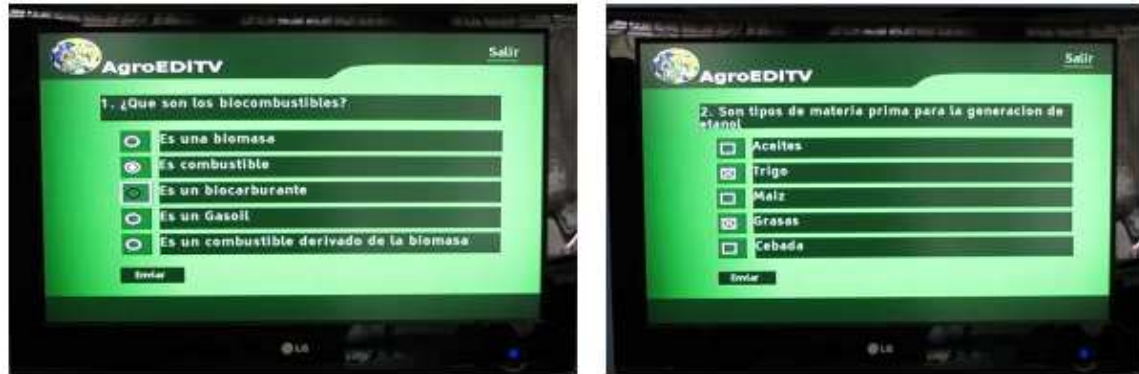 Salir
AgroEDITV
1. ¿Que son los biocombustibles?
Es una biomasa
Es combustible
Es un biocarburante
Es un Gasoil
Es un combustible derivado de la biomasa
Enviar
LG
Salir
AgroEDITV
2. Son tipos de materia prima para la generacion de
etanol
Aceites
Trigo
Maiz
Grasas
Cebada
Enviar
LG